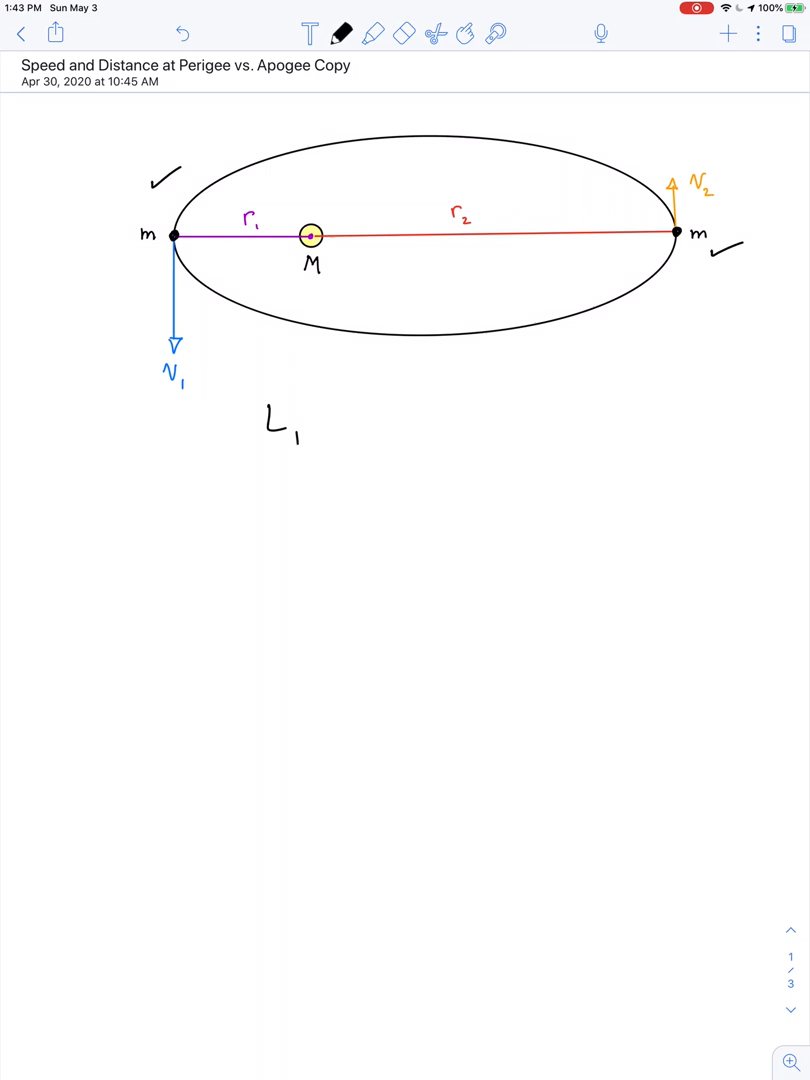 1:43 PM Sun May 3
100%
T
Speed and Distance at Perigee vs. Apogee Copy
Apr 30, 2020 at 10:45 AM
m
r₁
M
r₂
m
v₂
v₁
L₁
1
/
3